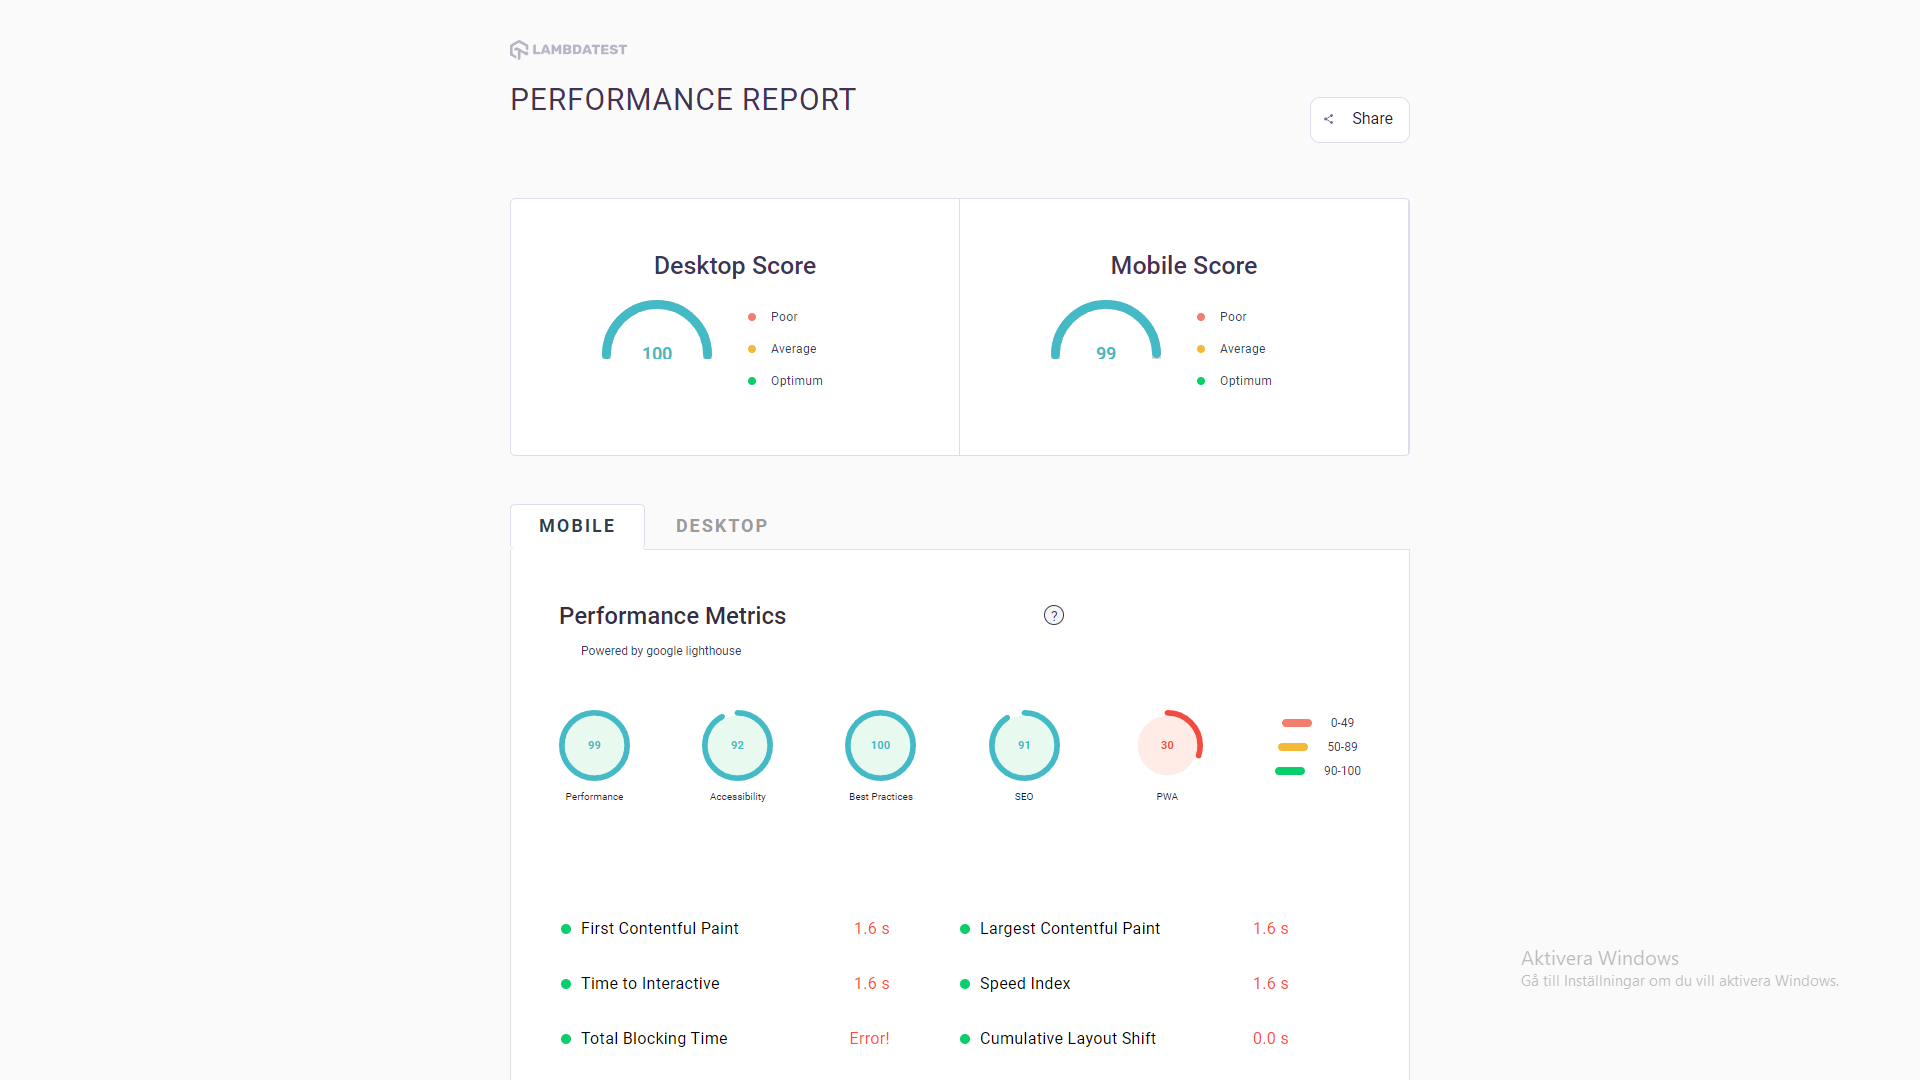 LAMBDATEST
PERFORMANCE REPORT
Share
Desktop Score
100
Poor
Average
Optimum
Mobile Score
99
Poor
Average
Optimum
MOBILE
DESKTOP
Performance Metrics
?
Powered by google lighthouse
99
Performance
92
Accessibility
100
Best Practices
91
SEO
30
PWA
0-49
50-89
90-100
First Contentful Paint 1.6 s
Largest Contentful Paint 1.6 s
Time to Interactive 1.6 s
Speed Index 1.6 s
Total Blocking Time Error!
Cumulative Layout Shift 0.0 s
Aktivera Windows
Gå till Inställningar om du vill aktivera Windows.